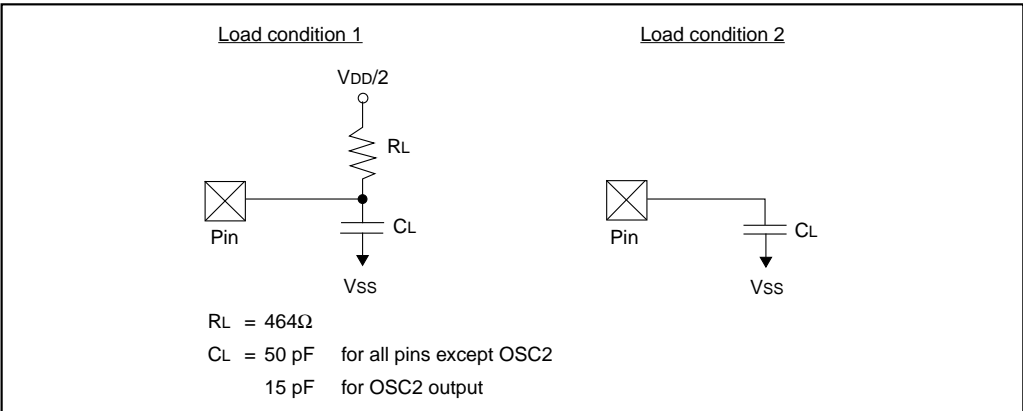 Load condition 1
Load condition 2
VDD/2
RL
CL
Pin
VSS
CL
Pin
VSS
RL = 464Ω
CL = 50 pF for all pins except OSC2
15 pF for OSC2 output